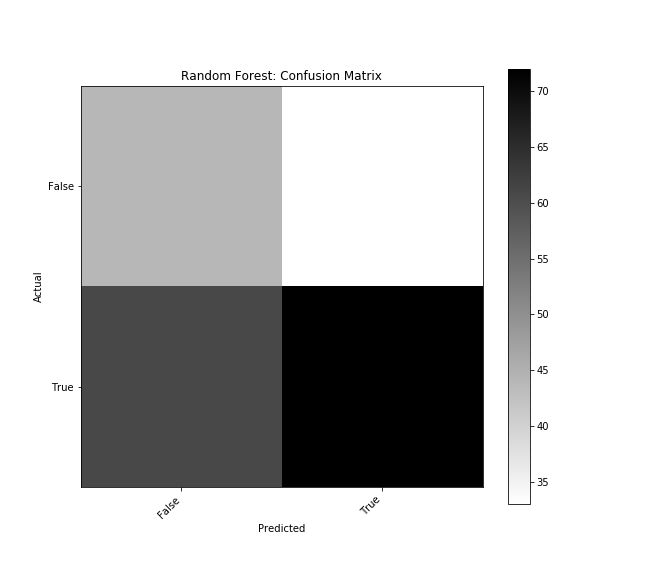 Random Forest: Confusion Matrix
False
True
Actual
False
True
Predicted
70
65
60
55
50
45
40
35